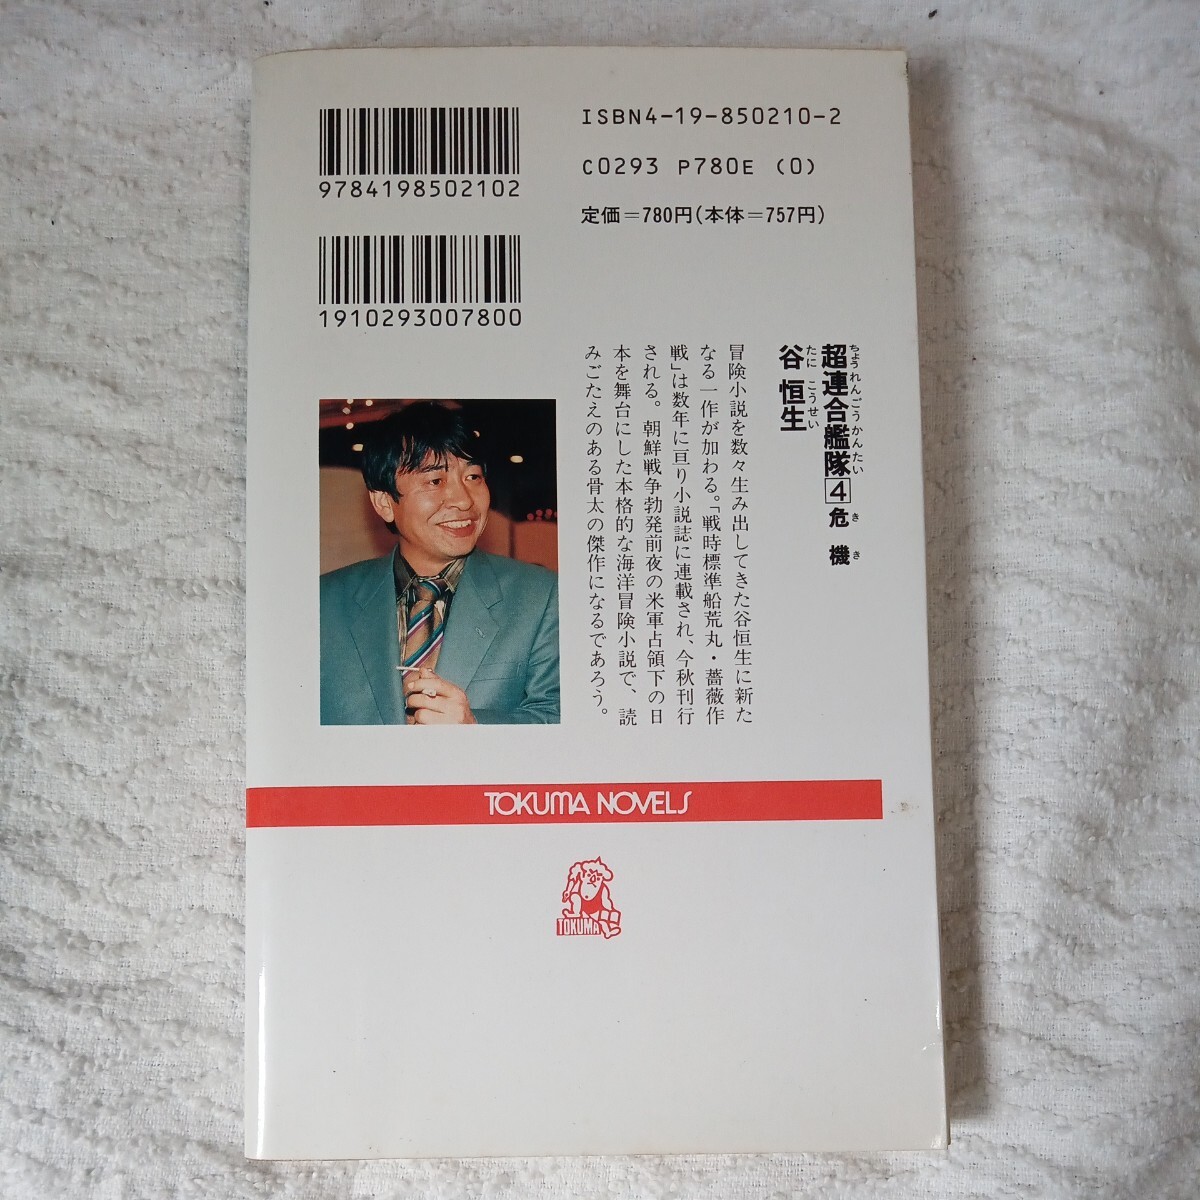 ISBN4-19-850210-2
C0293 P780E (0)
定価=780円(本体=757円)
9784198502102
1910293007800
ちょうれんごうかんたい き き
超連合艦隊4危機
たに こうせい
谷恒生
冒険小説を数々生み出してきた谷恒生に新た
なる一作が加わる。「戦時標準船荒丸・薔薇作
戦」は数年に亘り小説誌に連載され、今秋刊行
される。朝鮮戦争勃発前夜の米軍占領下の日
本を舞台にした本格的な海洋冒険小説で、読
みごたえのある骨太の傑作になるであろう。
TOKUMA NOVELS
TOKUMA